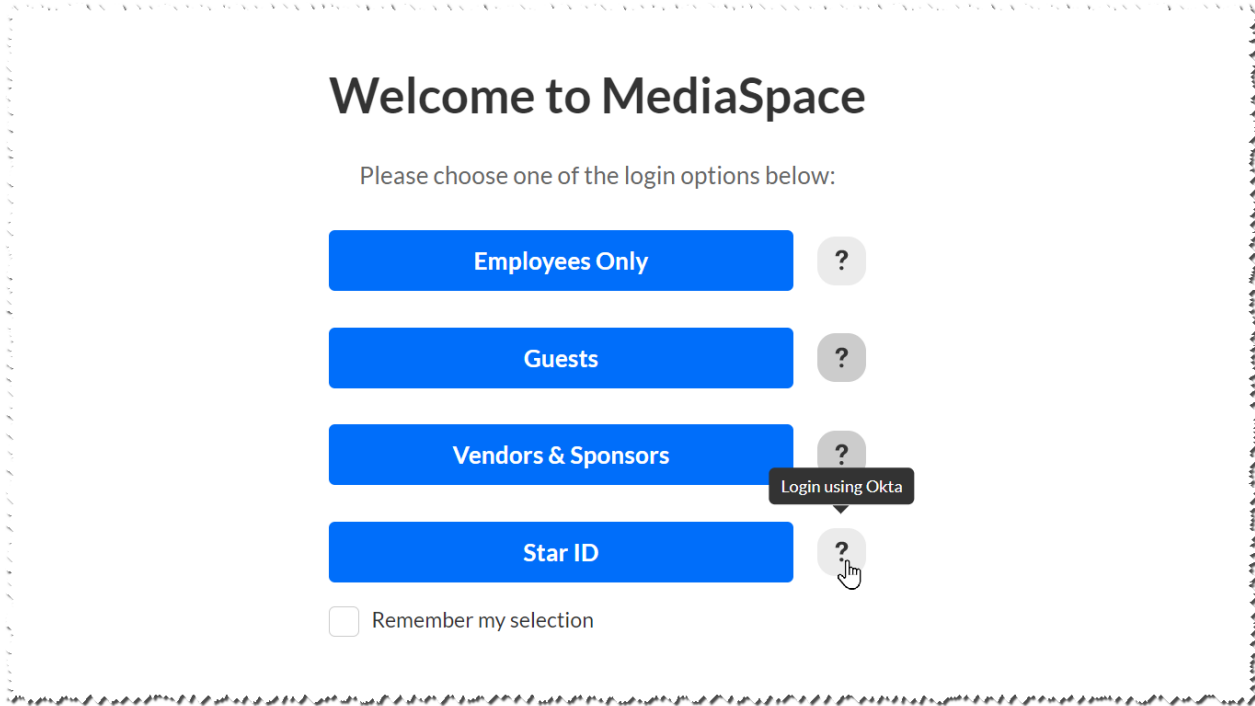 Welcome to MediaSpace
Please choose one of the login options below:
Employees Only ?
Guests ?
Vendors & Sponsors ?
Login using Okta
Star ID ?
Remember my selection